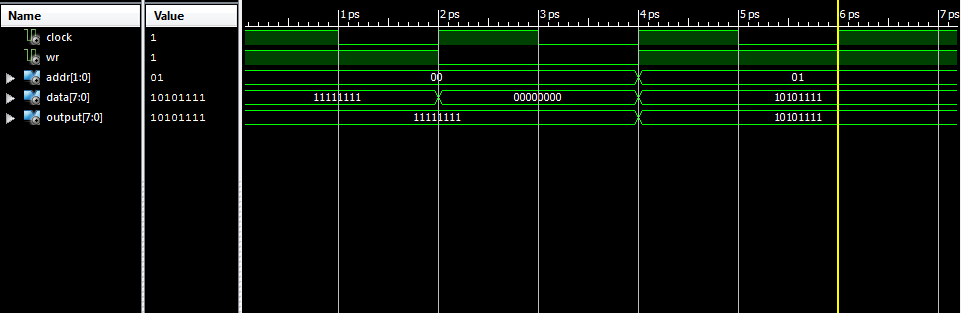 Name Value 1 ps 2 ps 3 ps 4 ps 5 ps 6 ps 7 ps
clock 1
wr 1
addr[1:0] 01 00 01
data[7:0] 10101111 11111111 00000000 10101111
output[7:0] 10101111 11111111 10101111